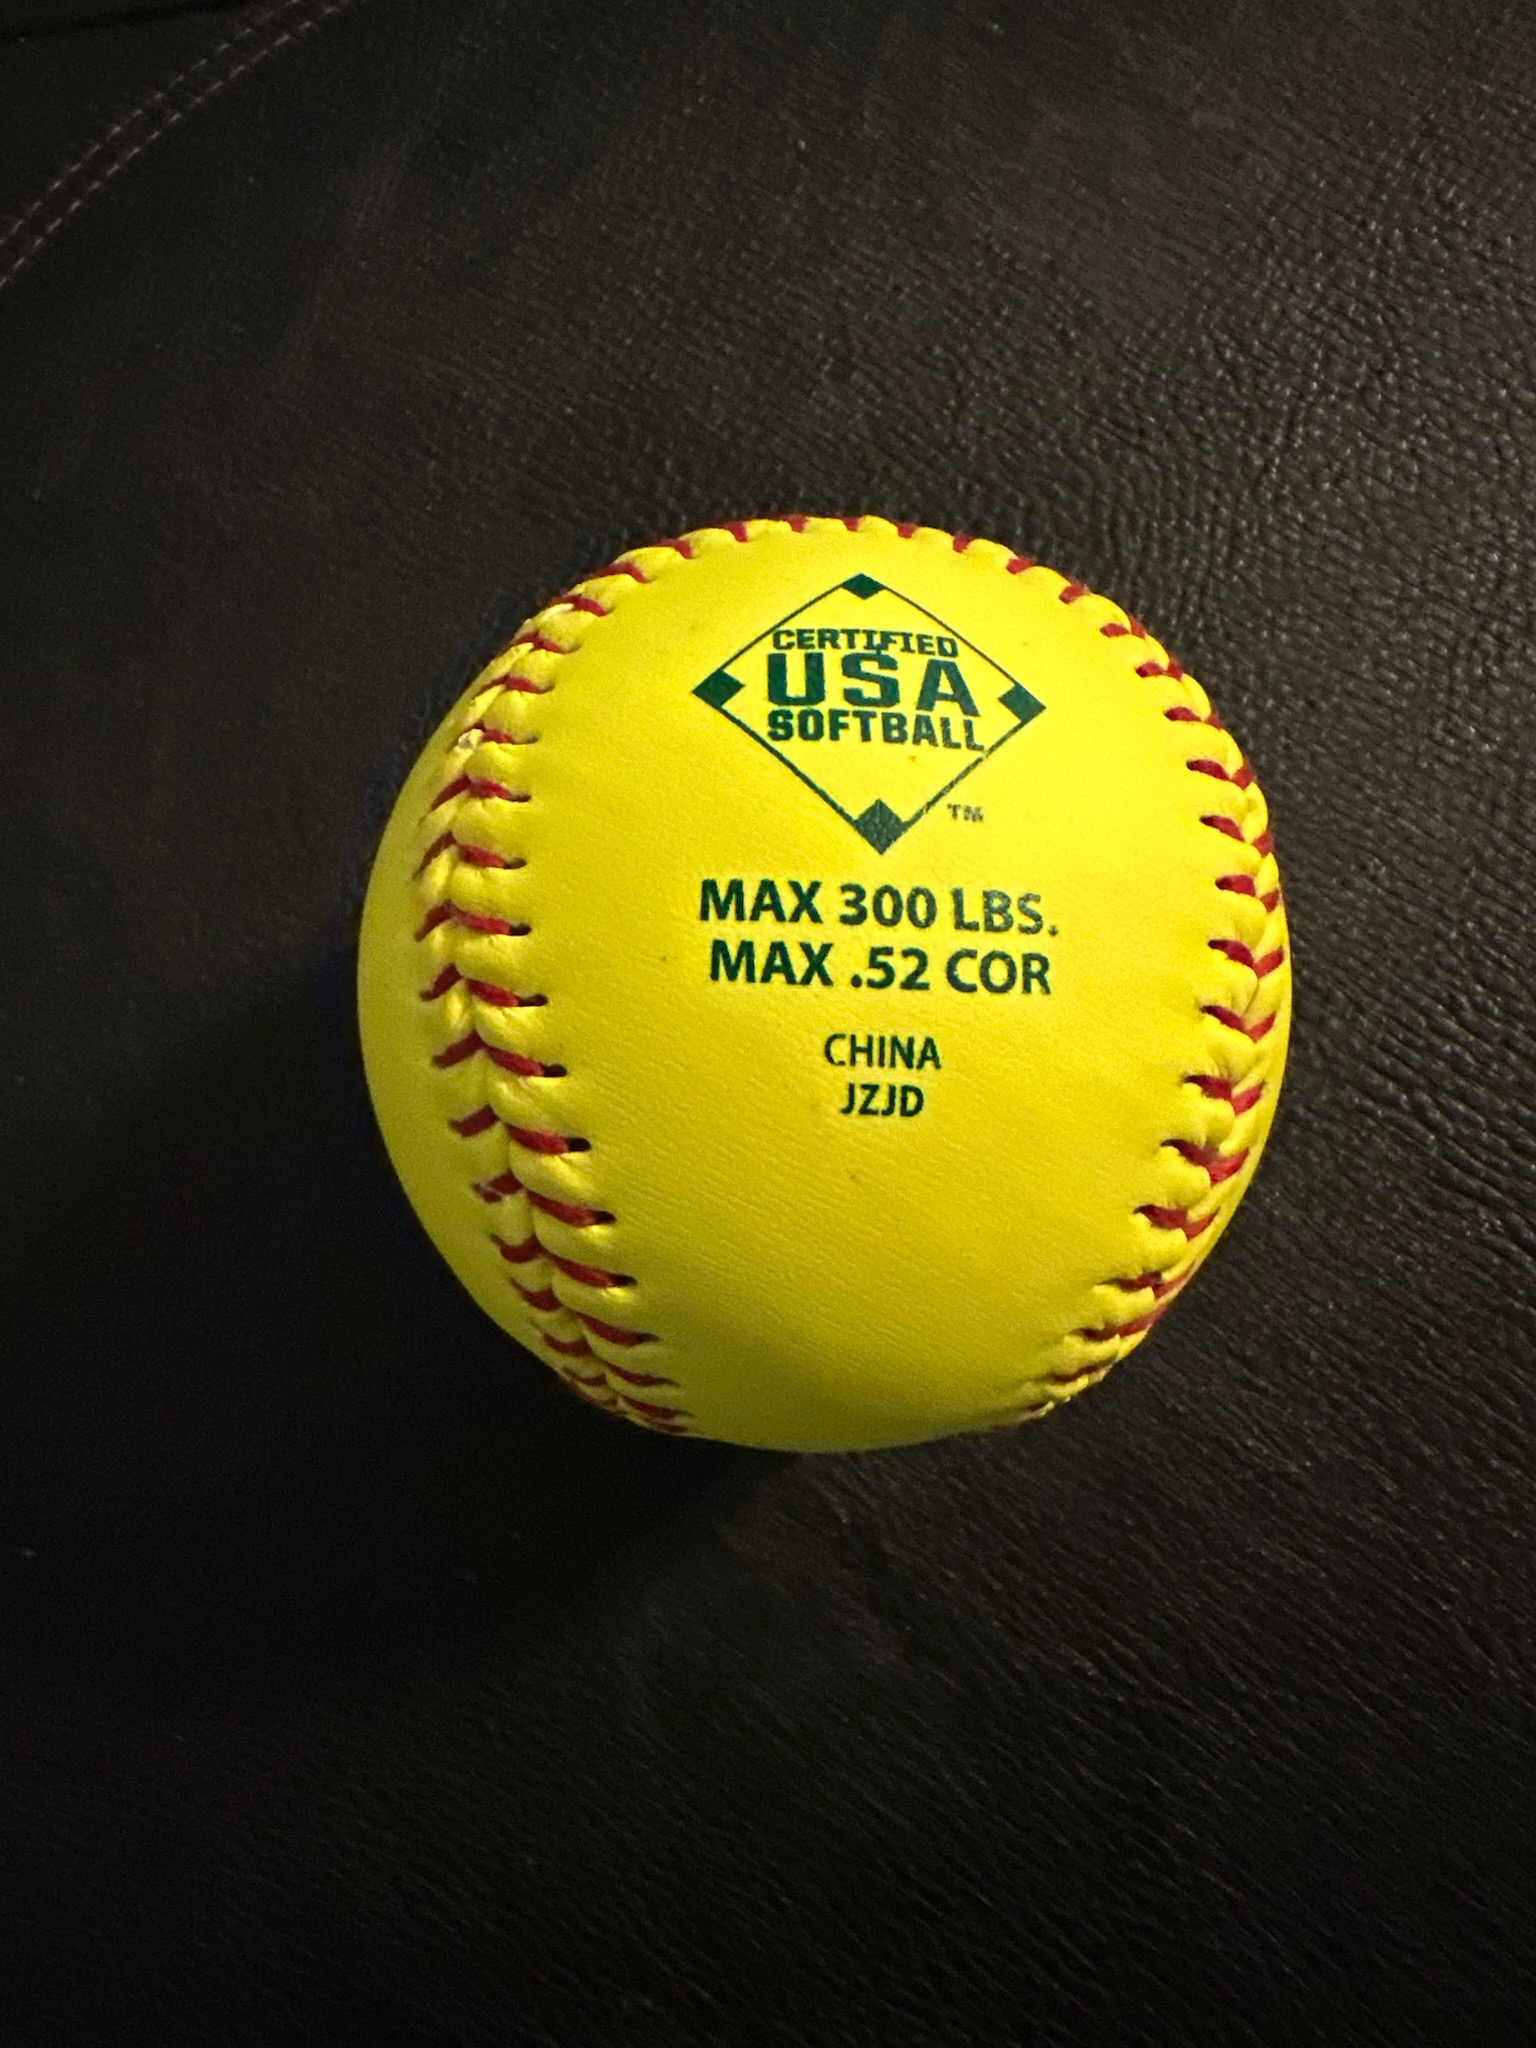 CERTIFIED
USA
SOFTBALL
TM
MAX 300 LBS.
MAX .52 COR
CHINA
JZJD